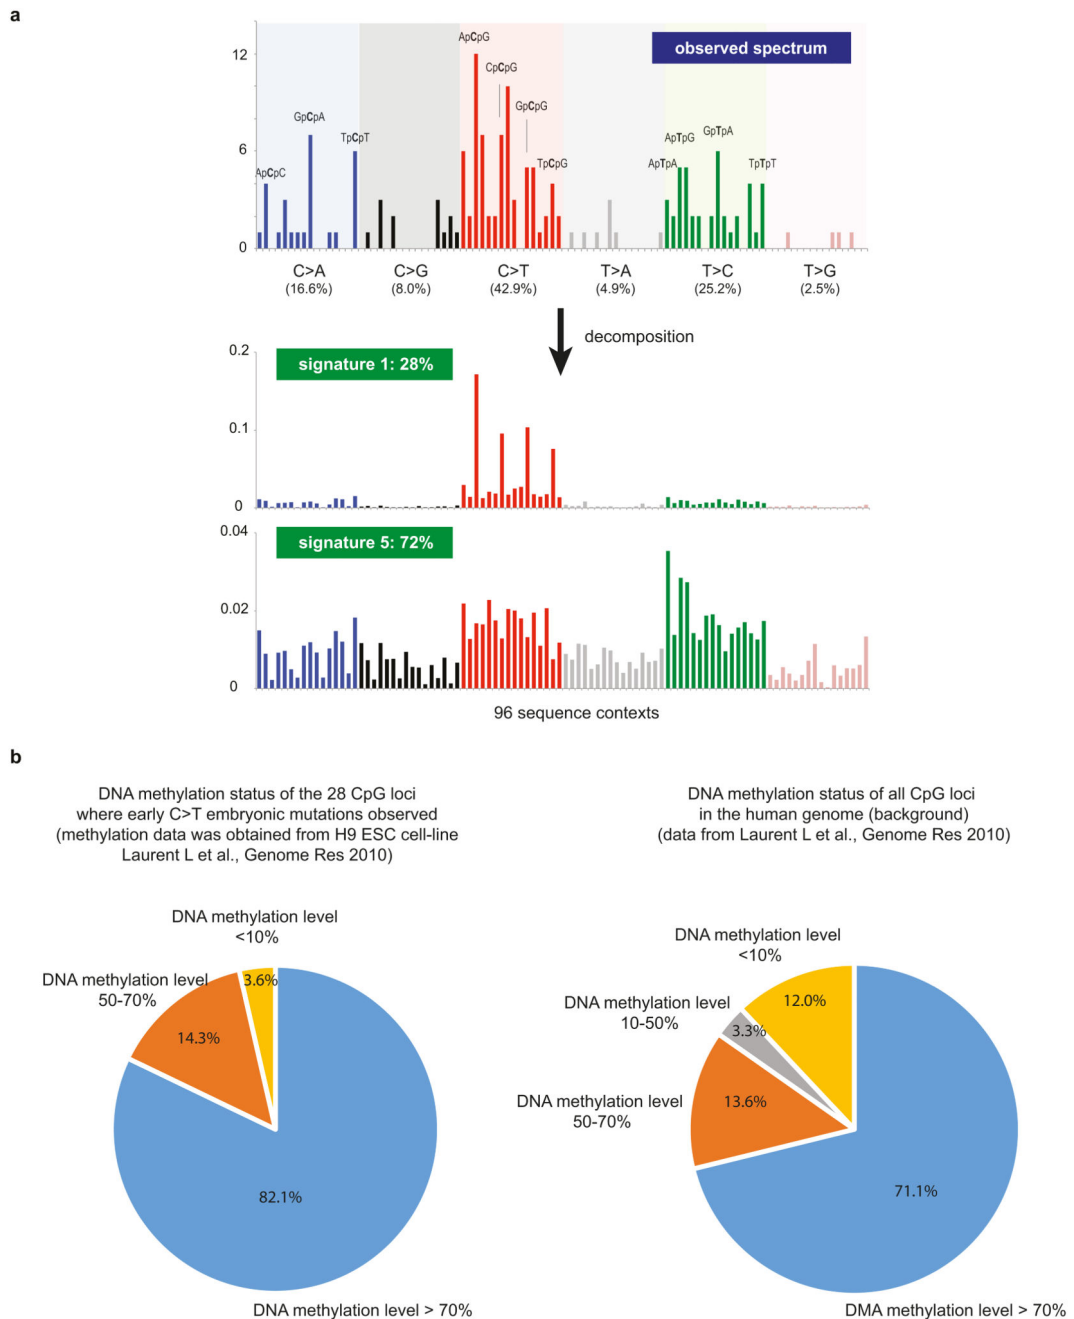 a
observed spectrum
12
6
0
ApCpC
GpCpA
TpCpT
ApCpG
CpCpG
GpCpG
TpCpG
ApTpA
ApTpG
GpTpA
TpTpT
C>A
(16.6%)
C>G
(8.0%)
C>T
(42.9%)
T>A
(4.9%)
T>C
(25.2%)
T>G
(2.5%)
decomposition
0.2
0.1
0
signature 1: 28%
0.04
0.02
0
signature 5: 72%
96 sequence contexts
b
DNA methylation status of the 28 CpG loci
where early C>T embryonic mutations observed
(methylation data was obtained from H9 ESC cell-line
Laurent L et al., Genome Res 2010)
DNA methylation level
<10%
3.6%
DNA methylation level
50-70%
14.3%
82.1%
DNA methylation level > 70%
DNA methylation status of all CpG loci
in the human genome (background)
(data from Laurent L et al., Genome Res 2010)
DNA methylation level
<10%
12.0%
DNA methylation level
10-50%
3.3%
DNA methylation level
50-70%
13.6%
71.1%
DMA methylation level > 70%